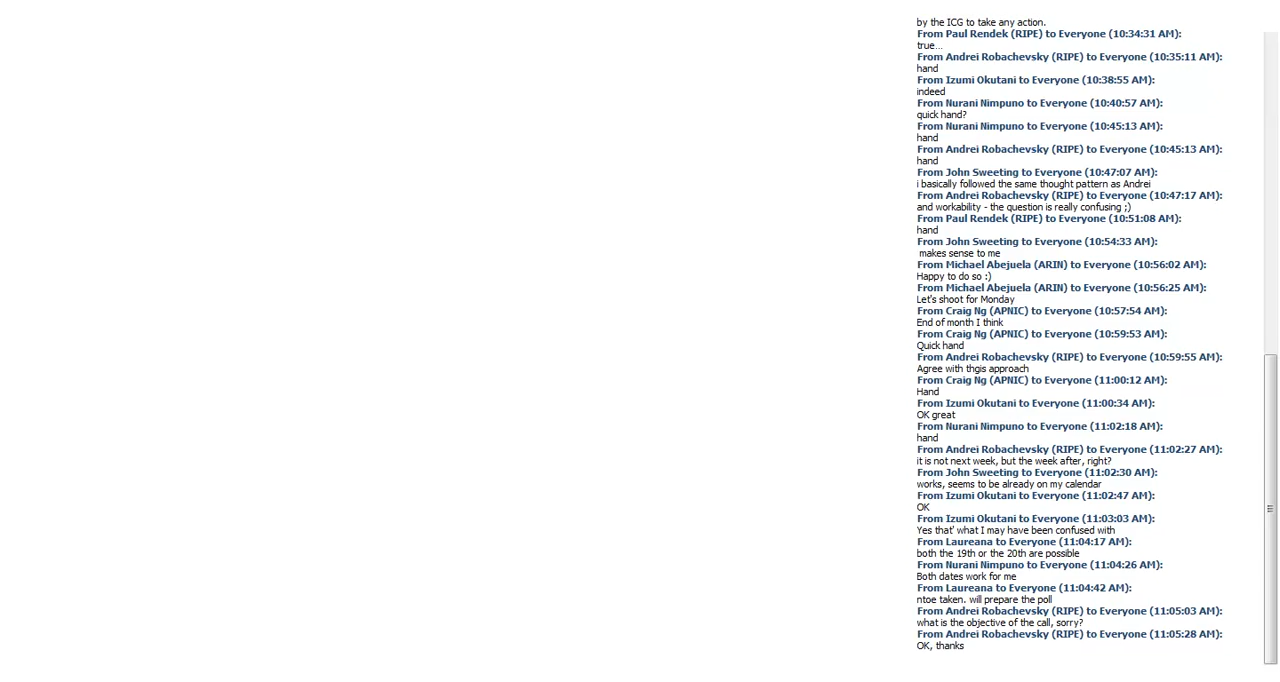 by the ICG to take any action.
From Paul Rendek (RIPE) to Everyone (10:34:31 AM):
true...
From Andrei Robachevsky (RIPE) to Everyone (10:35:11 AM):
hand
From Izumi Okutani to Everyone (10:38:55 AM):
indeed
From Nurani Nimpuno to Everyone (10:40:57 AM):
quick hand?
From Nurani Nimpuno to Everyone (10:45:13 AM):
hand
From Andrei Robachevsky (RIPE) to Everyone (10:45:13 AM):
hand
From John Sweeting to Everyone (10:47:07 AM):
i basically followed the same thought pattern as Andrei
From Andrei Robachevsky (RIPE) to Everyone (10:47:17 AM):
and workability - the question is really confusing ;)
From Paul Rendek (RIPE) to Everyone (10:51:08 AM):
hand
From John Sweeting to Everyone (10:54:33 AM):
makes sense to me
From Michael Abejuela (ARIN) to Everyone (10:56:02 AM):
Happy to do so :)
From Michael Abejuela (ARIN) to Everyone (10:56:25 AM):
Let's shoot for Monday
From Craig Ng (APNIC) to Everyone (10:57:54 AM):
End of month I think
From Craig Ng (APNIC) to Everyone (10:59:53 AM):
Quick hand
From Andrei Robachevsky (RIPE) to Everyone (10:59:55 AM):
Agree with thgis approach
From Craig Ng (APNIC) to Everyone (11:00:12 AM):
Hand
From Izumi Okutani to Everyone (11:00:34 AM):
OK great
From Nurani Nimpuno to Everyone (11:02:18 AM):
hand
From Andrei Robachevsky (RIPE) to Everyone (11:02:27 AM):
it is not next week, but the week after, right?
From John Sweeting to Everyone (11:02:30 AM):
works, seems to be already on my calendar
From Izumi Okutani to Everyone (11:02:47 AM):
OK
From Izumi Okutani to Everyone (11:03:03 AM):
Yes that' what I may have been confused with
From Laureana to Everyone (11:04:17 AM):
both the 19th or the 20th are possible
From Nurani Nimpuno to Everyone (11:04:26 AM):
Both dates work for me
From Laureana to Everyone (11:04:42 AM):
ntoe taken. will prepare the poll
From Andrei Robachevsky (RIPE) to Everyone (11:05:03 AM):
what is the objective of the call, sorry?
From Andrei Robachevsky (RIPE) to Everyone (11:05:28 AM):
OK, thanks